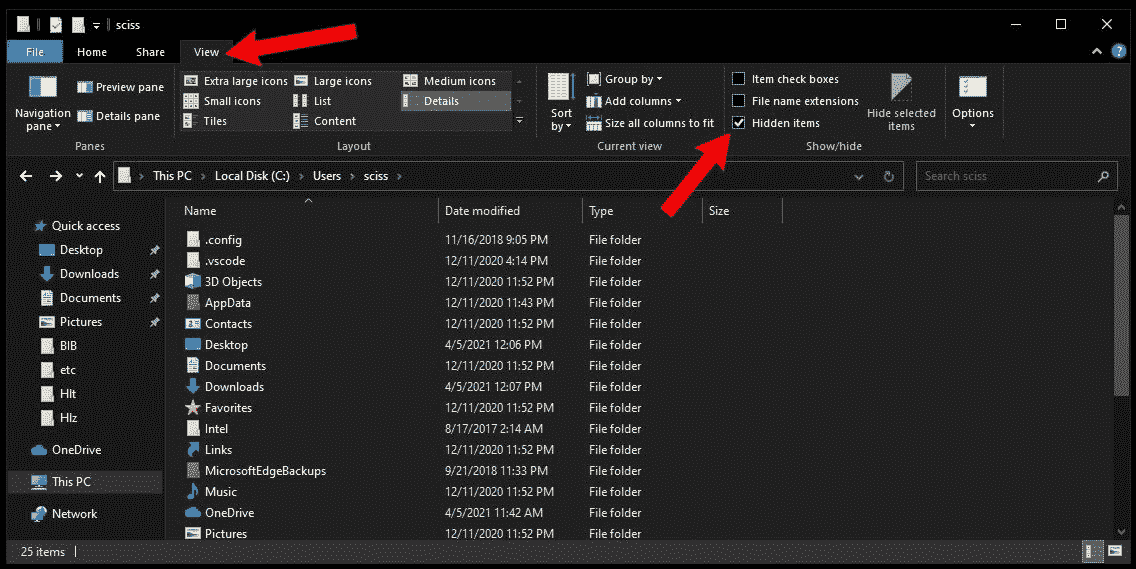 sciss
File Home Share View
Extra large icons Large icons Medium icons
Small icons List Details
Tiles Content
Preview pane
Details pane
Navigation pane
Sort by
Group by
Add columns
Size all columns to fit
Item check boxes
File name extensions
Hidden items
Hide selected items
Options
Panes Layout Current view Show/hide
This PC > Local Disk (C:) > Users > sciss >
Search sciss
Name Date modified Type Size
Quick access
Desktop
Downloads
Documents
Pictures
BIB
etc
Hlt
Hlz
OneDrive
This PC
Network
.config 11/16/2018 9:05 PM File folder
.vscode 12/11/2020 4:14 PM File folder
3D Objects 12/11/2020 11:52 PM File folder
AppData 12/11/2020 11:43 PM File folder
Contacts 12/11/2020 11:52 PM File folder
Desktop 4/5/2021 12:06 PM File folder
Documents 12/11/2020 11:52 PM File folder
Downloads 4/5/2021 12:07 PM File folder
Favorites 12/11/2020 11:52 PM File folder
Intel 8/17/2017 2:14 AM File folder
Links 12/11/2020 11:52 PM File folder
MicrosoftEdgeBackups 9/21/2018 11:33 PM File folder
Music 12/11/2020 11:52 PM File folder
OneDrive 4/5/2021 11:42 AM File folder
Pictures 12/11/2020 11:52 PM File folder
25 items